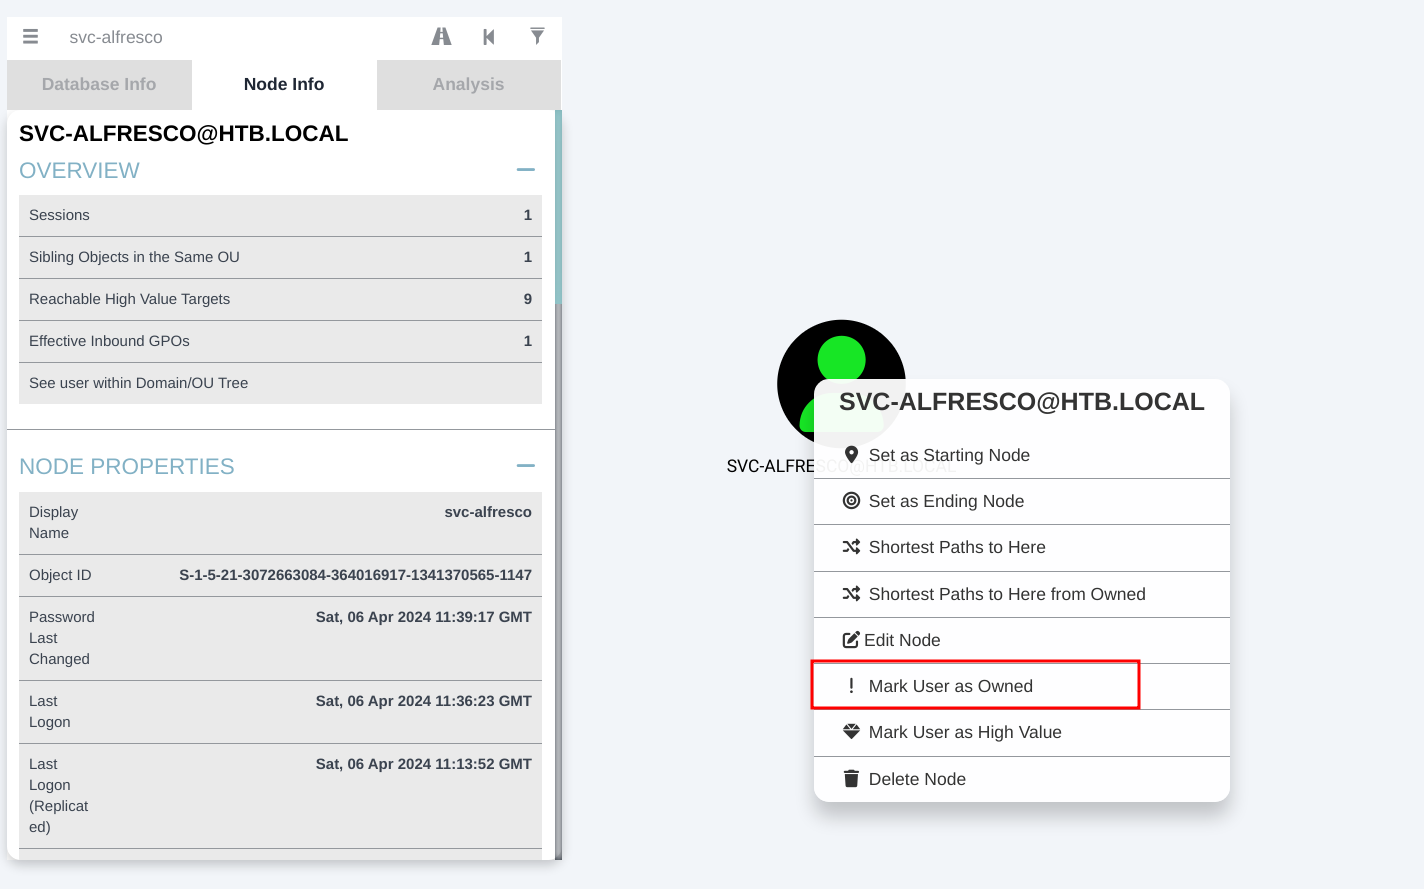 svc-alfresco
Database Info
Node Info
Analysis
SVC-ALFRESCO@HTB.LOCAL
OVERVIEW
Sessions 1
Sibling Objects in the Same OU 1
Reachable High Value Targets 9
Effective Inbound GPOs 1
See user within Domain/OU Tree
NODE PROPERTIES
Display svc-alfresco
Name
Object ID S-1-5-21-3072663084-364016917-1341370565-1147
Password Sat, 06 Apr 2024 11:39:17 GMT
Last
Changed
Last Sat, 06 Apr 2024 11:36:23 GMT
Logon
Last Sat, 06 Apr 2024 11:13:52 GMT
Logon
(Replicat
ed)
SVC-ALFRESCO@HTB.LOCAL
SVC-ALFRESCO@HTB.LOCAL
Set as Starting Node
Set as Ending Node
Shortest Paths to Here
Shortest Paths to Here from Owned
Edit Node
Mark User as Owned
Mark User as High Value
Delete Node